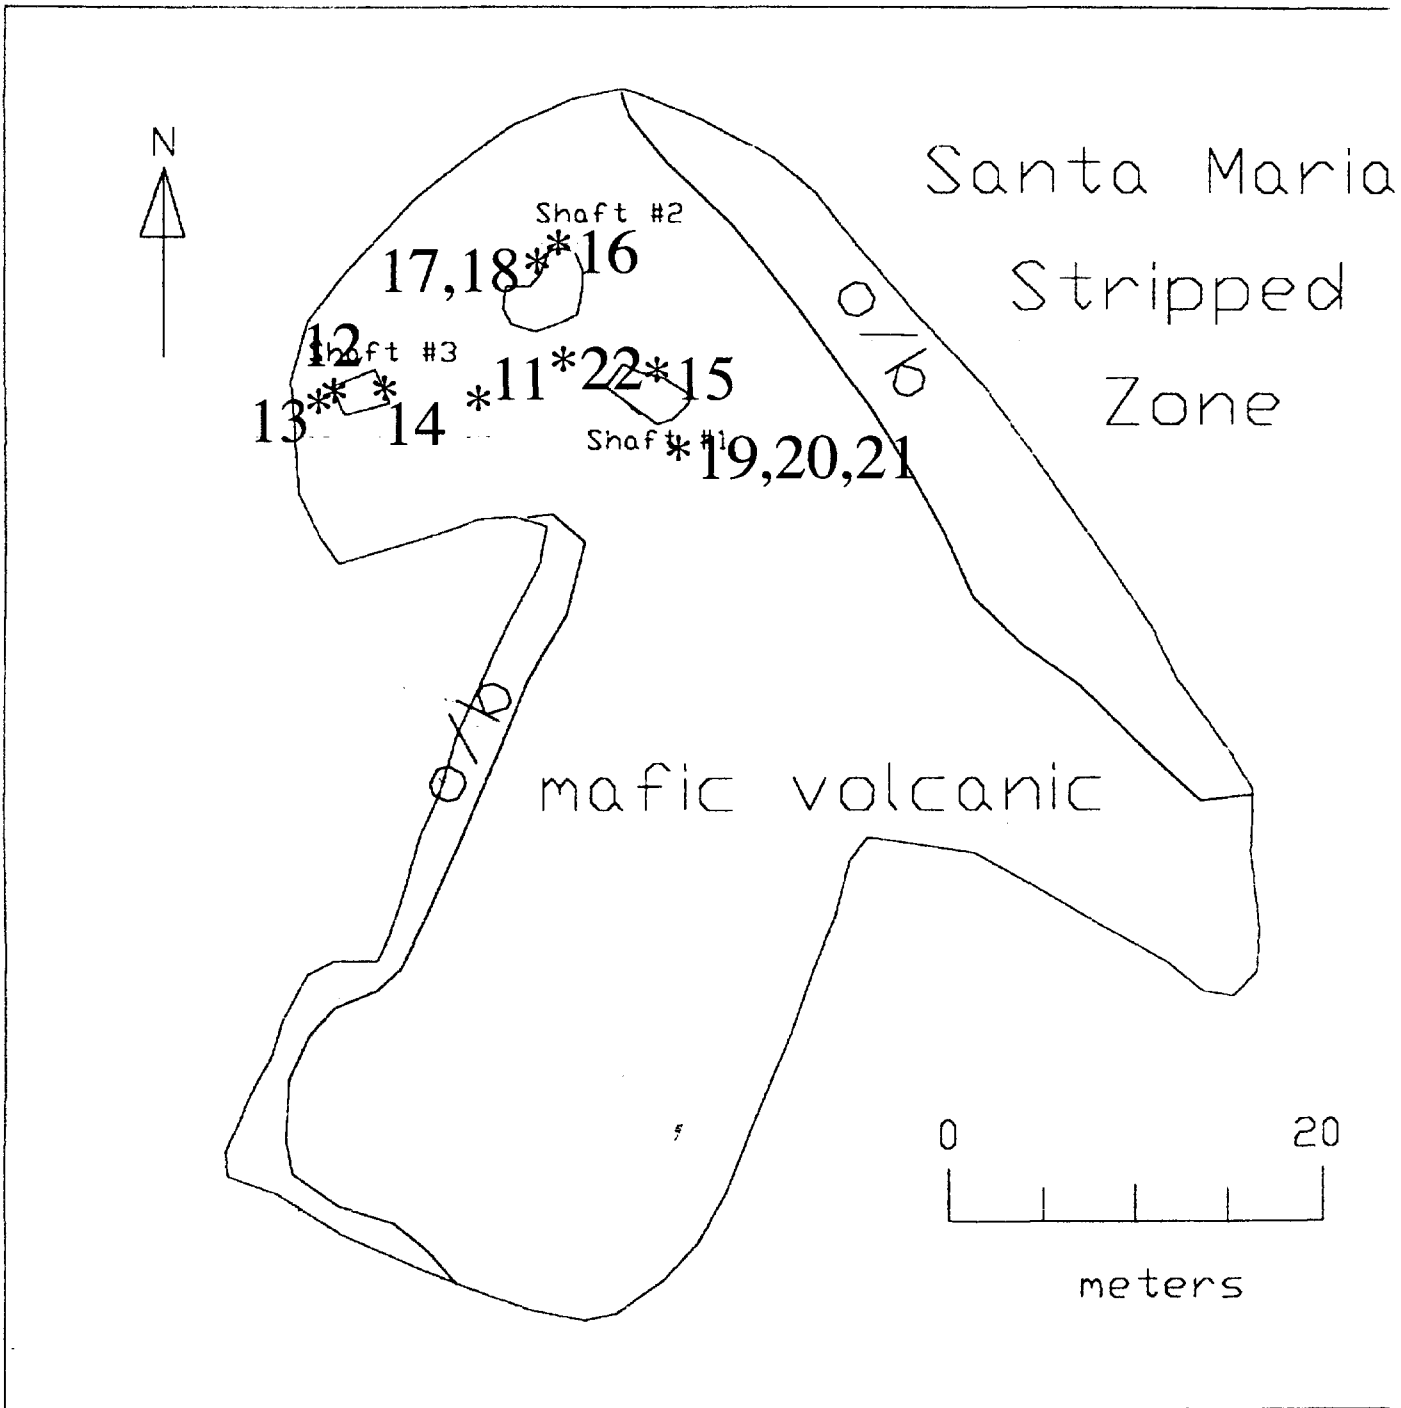 N
Santa Maria
Stripped
Zone
Shaft #2
17,18 * * 16
o/b
12
Shaft #3
11 * 22 * 15
13 * * * 14 *
Shaft #1
* 19,20,21
o/b
mafic volcanic
0 20
meters